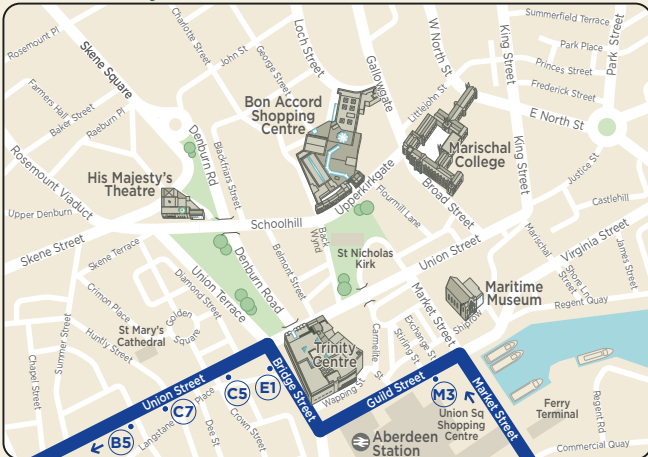 Rosemount Pl
Skene Square
Charlotte Street
John St
George Street
Loch Street
Gallowgate
W North St
King Street
Summerfield Terrace
Park Place
Park Street
Princes Street
Frederick Street
E North St
Farmers Hall
Baker Street
Raeburn Pl
Bon Accord
Shopping
Centre
Littlejohn St
Marischal
College
King Street
Justice St
Denburn Rd
Blackfriars Street
His Majesty's
Theatre
Rosemount Viaduct
Upper Denburn
Schoolhill
Upperkirkgate
Flourmill Lane
Broad Street
Castlehill
Skene Street
Skene Terrace
Back
Wynd
St Nicholas
Kirk
Union Street
Marischal
Virginia Street
James Street
Shore Ln
Regent Quay
Denburn Road
Belmont Street
Union Terrace
Diamond Street
Crimon Place
Golden
Square
Huntly Street
St Mary's
Cathedral
Summer Street
Chapel Street
Maritime
Museum
Shiprow
Market Street
Exchange St
Stirling St
Carmelite
St
Trinity
Centre
Wapping St
Bridge Street
Guild Street
Market Street
Union Street
E1
C5
C7
B5
M3
Langstane Place
Dee St
Crown Street
Union Sq
Shopping
Centre
Aberdeen
Station
Ferry
Terminal
Regent Rd
Commercial Quay